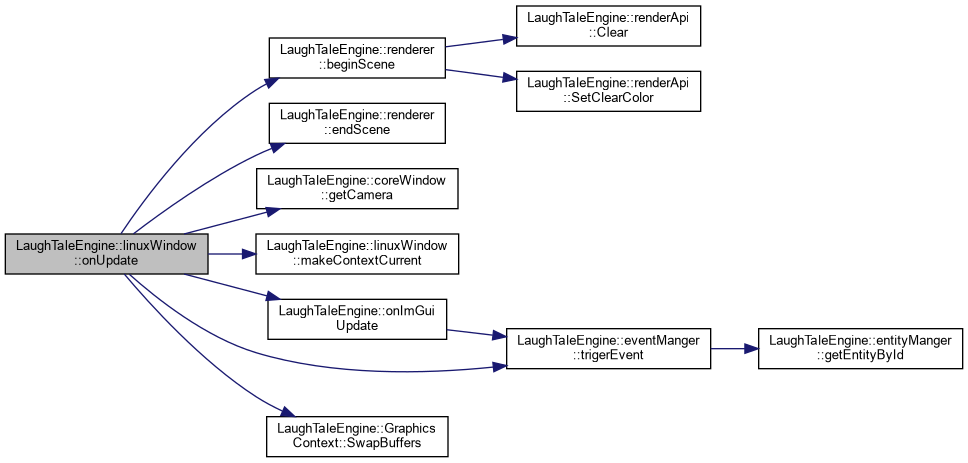 LaughTaleEngine::linuxWindow
::onUpdate
LaughTaleEngine::renderer
::beginScene
LaughTaleEngine::renderApi
::Clear
LaughTaleEngine::renderApi
::SetClearColor
LaughTaleEngine::renderer
::endScene
LaughTaleEngine::coreWindow
::getCamera
LaughTaleEngine::linuxWindow
::makeContextCurrent
LaughTaleEngine::onImGui
Update
LaughTaleEngine::eventManger
::trigerEvent
LaughTaleEngine::entityManger
::getEntityById
LaughTaleEngine::Graphics
Context::SwapBuffers